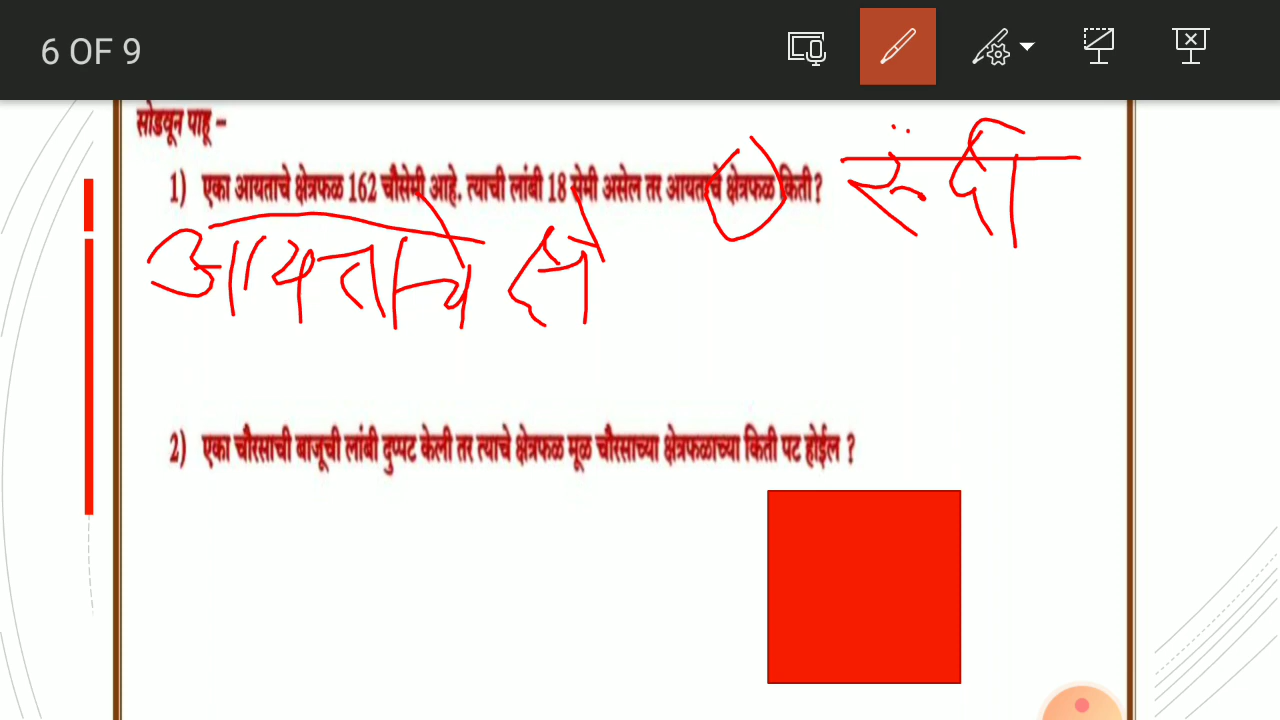 6 OF 9
सोडवून पाहू –
1) एका आयताचे क्षेत्रफळ 162 चौसेमी आहे. त्याची लांबी 18 सेमी असेल तर आयताचे क्षेत्रफळ किती?
रुंदी
आयताचे क्षे
2) एका चौरसाची बाजूची लांबी दुप्पट केली तर त्याचे क्षेत्रफळ मूळ चौरसाच्या क्षेत्रफळाच्या किती पट होईल ?